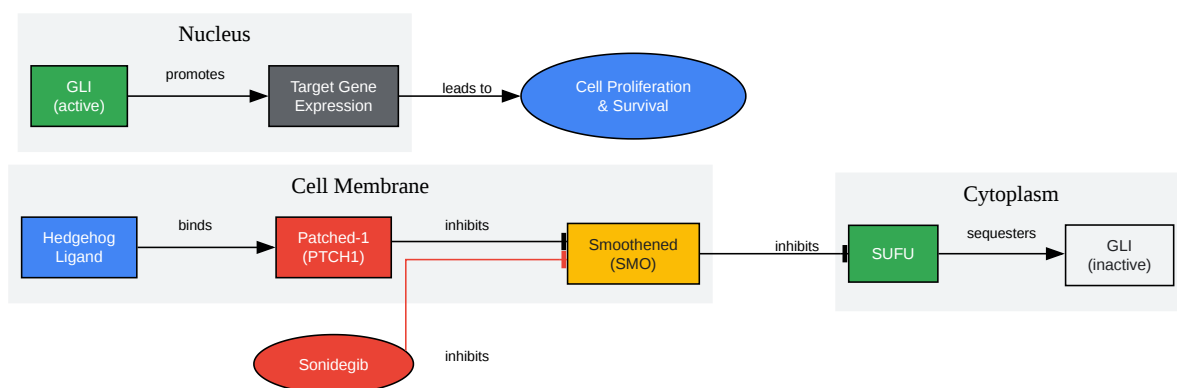 Nucleus
GLI
(active)
promotes
Target Gene
Expression
leads to
Cell Proliferation
& Survival
Cell Membrane
Hedgehog
Ligand
binds
Patched-1
(PTCH1)
inhibits
Smoothened
(SMO)
inhibits
Cytoplasm
SUFU
sequesters
GLI
(inactive)
Sonidegib
inhibits